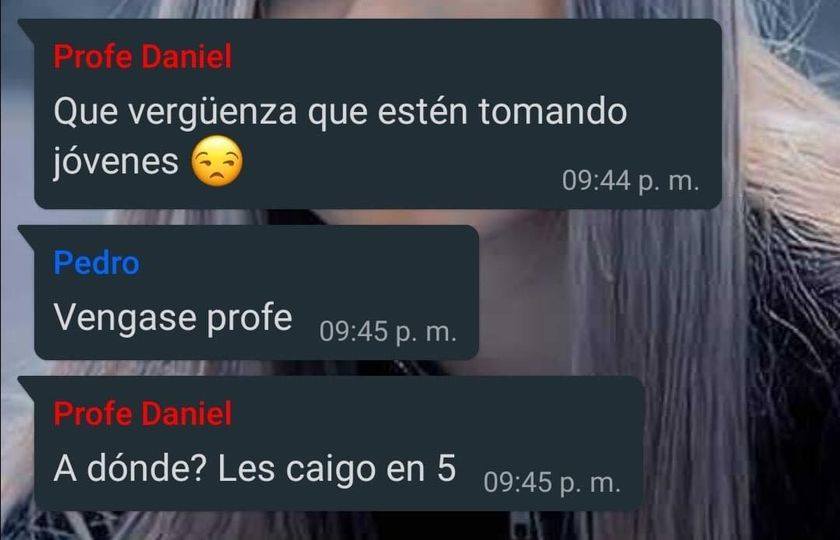 Profe Daniel
Que vergüenza que estén tomando
jóvenes 😒
09:44 p. m.
Pedro
Vengase profe
09:45 p. m.
Profe Daniel
A dónde? Les caigo en 5
09:45 p. m.